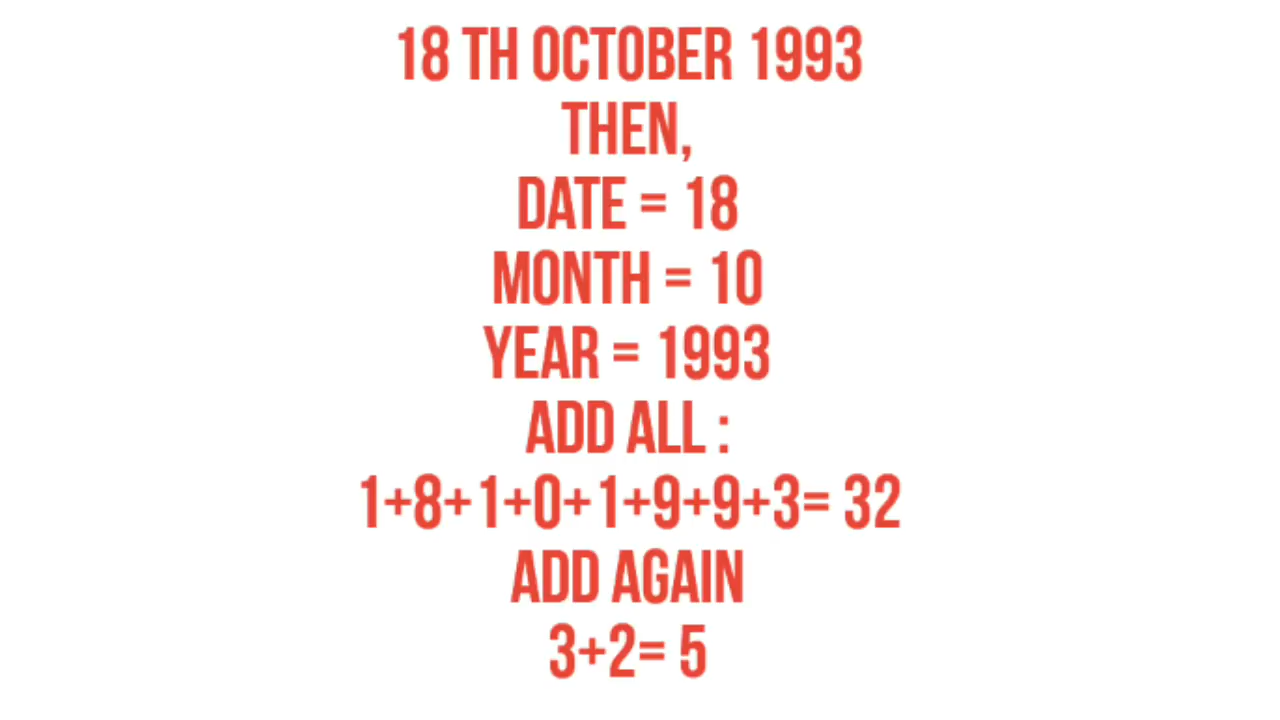 18 TH OCTOBER 1993
THEN,
DATE = 18
MONTH = 10
YEAR = 1993
ADD ALL :
1+8+1+0+1+9+9+3= 32
ADD AGAIN
3+2= 5